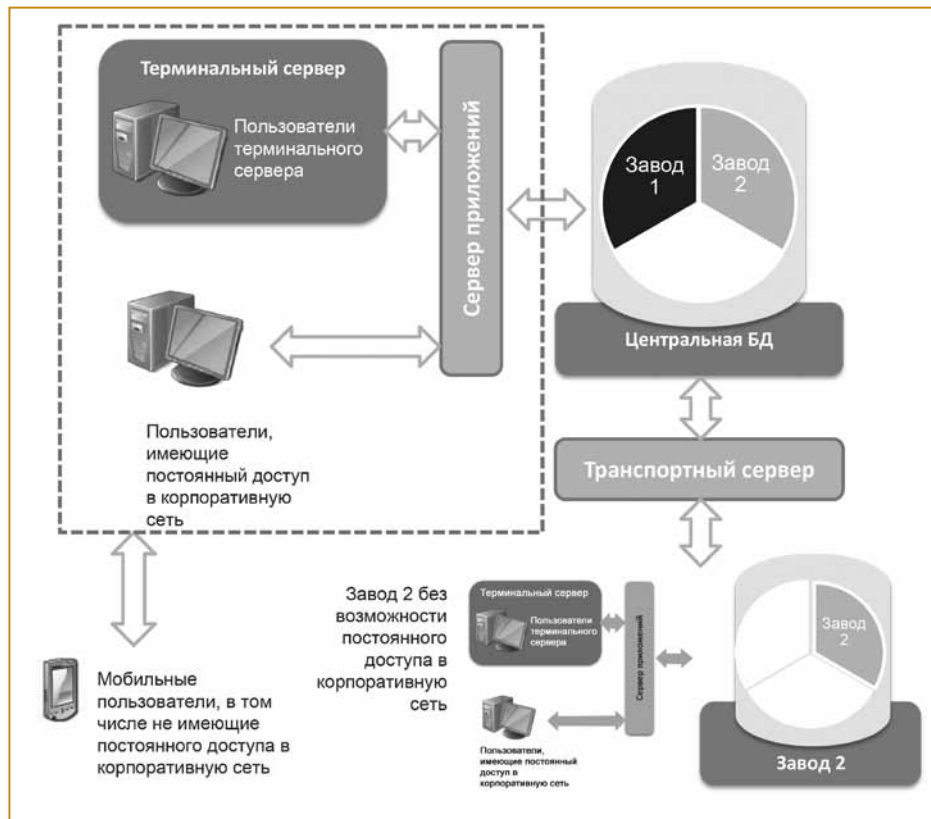 Терминальный сервер
Пользователи
терминального
сервера
Сервер приложений
Завод
1
Завод
2
Центральная БД
Пользователи,
имеющие
постоянный доступ
в корпоративную
сеть
Транспортный сервер
Завод 2 без
возможности
постоянного
доступа в
корпоративную
сеть
Терминальный сервер
Пользователи
терминального
сервера
Сервер приложений
Пользователи,
имеющие постоянный
доступ в
корпоративную сеть
Завод
2
Завод 2
Мобильные
пользователи, в том
числе не имеющие
постоянного доступа в
корпоративную сеть